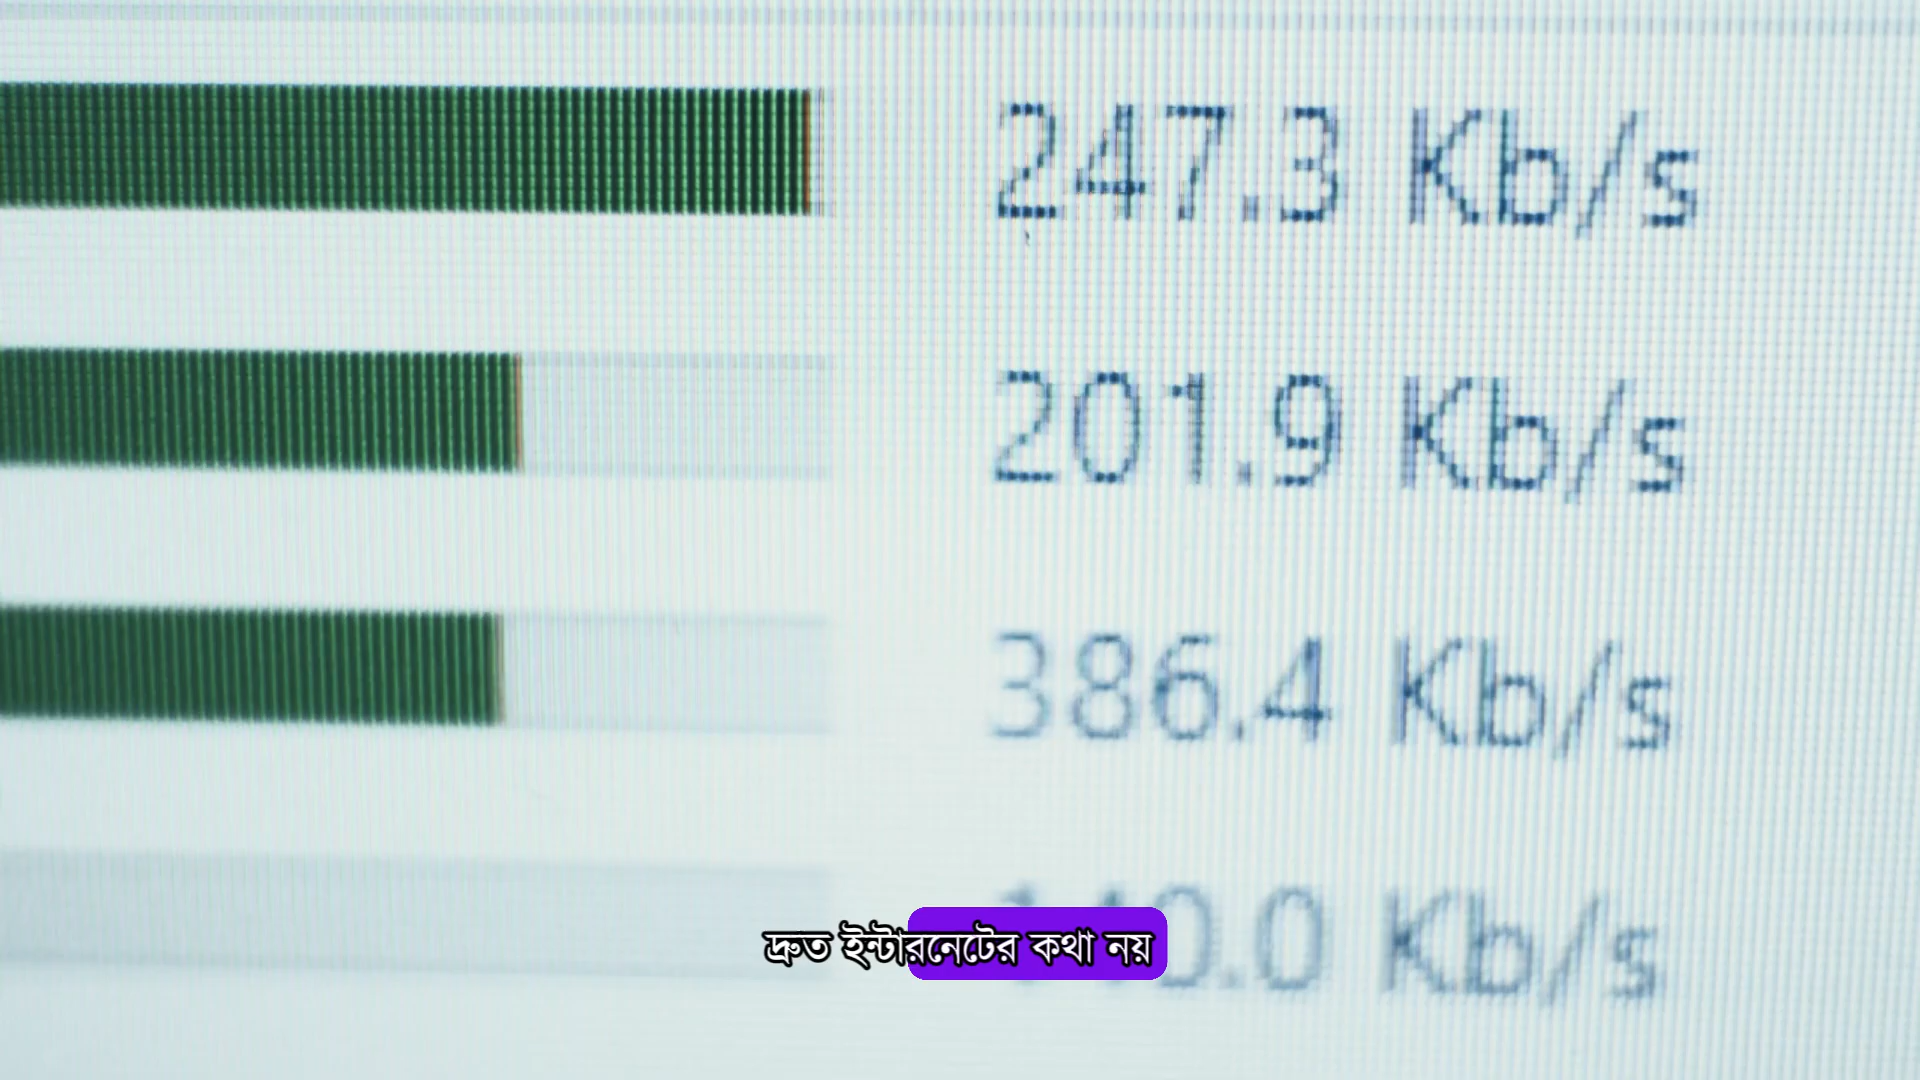 247.3 Kb/s
201.9 Kb/s
386.4 Kb/s
Kb/s
দ্রুত ইন্টারনেটের কথা নয়